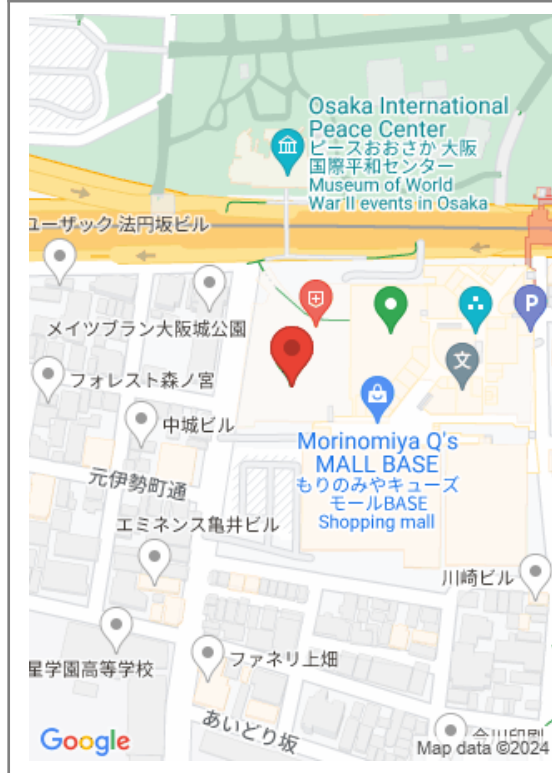 Osaka International
Peace Center
ピースおおさか 大阪
国際平和センター
Museum of World
War II events in Osaka
ユーザック 法円坂ビル
P
メイツブラン大阪城公園
文
フォレスト森ノ宮
中城ビル
Morinomiya Q's
MALL BASE
もりのみやキューズ
モールBASE
Shopping mall
元伊勢町通
エミネンス亀井ビル
川崎ビル
星学園高等学校
ファネリ上畑
あいどり坂
Google
Map data ©2024